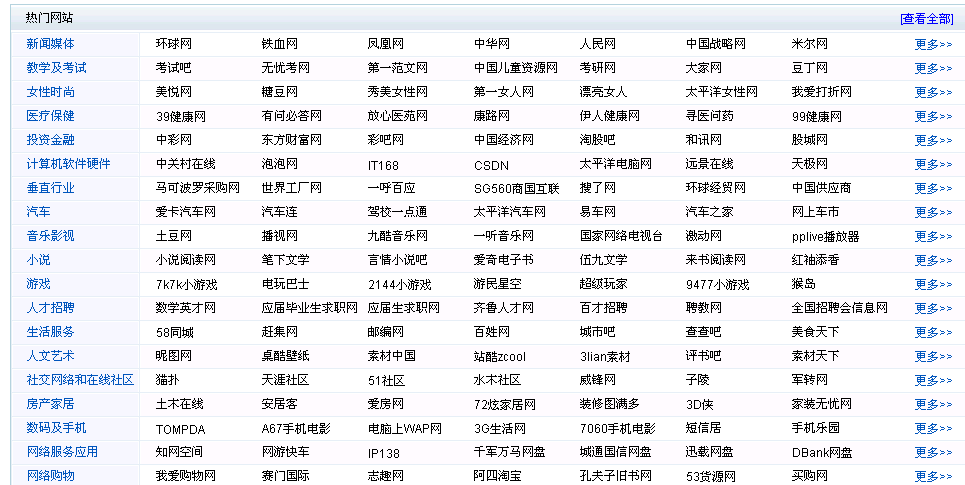 热门网站 [查看全部]
新闻媒体 环球网 铁血网 凤凰网 中华网 人民网 中国战略网 米尔网 更多>>
教学及考试 考试吧 无忧考网 第一范文网 中国儿童资源网 考研网 大家网 豆丁网 更多>>
女性时尚 美悦网 糖豆网 秀美女性网 第一女人网 漂亮女人 太平洋女性网 我爱打折网 更多>>
医疗保健 39健康网 有问必答网 放心医苑网 康路网 伊人健康网 寻医问药 99健康网 更多>>
投资金融 中彩网 东方财富网 彩吧网 中国经济网 淘股吧 和讯网 股城网 更多>>
计算机软件硬件 中关村在线 泡泡网 IT168 CSDN 太平洋电脑网 远景在线 天极网 更多>>
垂直行业 马可波罗采购网 世界工厂网 一呼百应 SG560商国互联 搜了网 环球经贸网 中国供应商 更多>>
汽车 爱卡汽车网 汽车连 驾校一点通 太平洋汽车网 易车网 汽车之家 网上车市 更多>>
音乐影视 土豆网 播视网 九酷音乐网 一听音乐网 国家网络电视台 激动网 pplive播放器 更多>>
小说 小说阅读网 笔下文学 言情小说吧 爱奇电子书 伍九文学 来书阅读网 红袖添香 更多>>
游戏 7k7k小游戏 电玩巴士 2144小游戏 游民星空 超级玩家 9477小游戏 猴岛 更多>>
人才招聘 数学英才网 应届毕业生求职网 应届生求职网 齐鲁人才网 百才招聘 聘教网 全国招聘会信息网 更多>>
生活服务 58同城 赶集网 邮编网 百姓网 城市吧 查查吧 美食天下 更多>>
人文艺术 昵图网 桌酷壁纸 素材中国 站酷zcool 3lian素材 评书吧 素材天下 更多>>
社交网络和在线社区 猫扑 天涯社区 51社区 水木社区 威锋网 子陵 军转网 更多>>
房产家居 土木在线 安居客 爱房网 72炫家居网 装修图满多 3D侠 家装无忧网 更多>>
数码及手机 TOMPDA A67手机电影 电脑上WAP网 3G生活网 7060手机电影 短信居 手机乐园 更多>>
网络服务应用 知网空间 网游快车 IP138 千军万马网盘 城通国信网盘 迅载网盘 DBank网盘 更多>>
网络购物 我爱购物网 赛门国际 志趣网 阿四淘宝 孔夫子旧书网 53货源网 买购网 更多>>